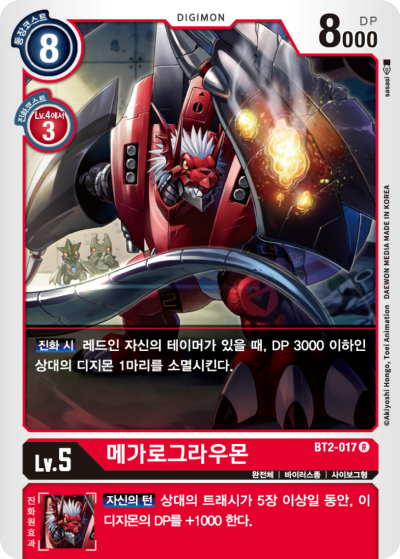 등장코스트
8
DIGIMON
DP
8000
진화코스트
Lv.4에서
3
sasasi
©Akiyoshi Hongo, Toei Animation DAEWON MEDIA MADE IN KOREA
진화 시 레드인 자신의 테이머가 있을 때, DP 3000 이하인
상대의 디지몬 1마리를 소멸시킨다.
BT2-017 R
Lv.5
메가로그라우몬
완전체 | 바이러스종 | 사이보그형
진화원효과
자신의 턴 상대의 트래시가 5장 이상일 동안, 이
디지몬의 DP를 +1000 한다.